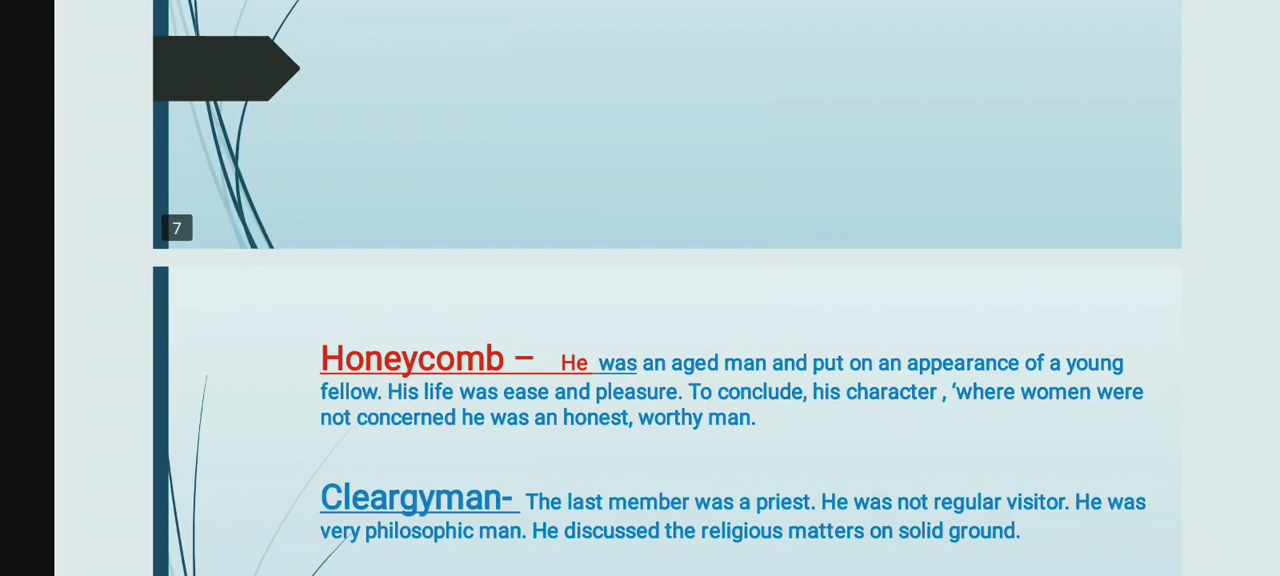 7
Honeycomb – He was an aged man and put on an appearance of a young
fellow. His life was ease and pleasure. To conclude, his character , ‘where women were
not concerned he was an honest, worthy man.
Cleargyman- The last member was a priest. He was not regular visitor. He was
very philosophic man. He discussed the religious matters on solid ground.